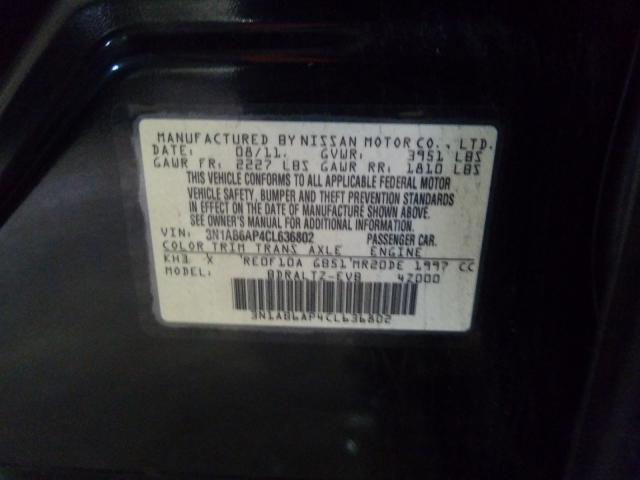 MANUFACTURED BY NISSAN MOTOR CO., LTD.
DATE: 08/11. GVWR: 3951 LBS
GAWR FR: 2227 LBS GAWR RR: 1810 LBS
THIS VEHICLE CONFORMS TO ALL APPLICABLE FEDERAL MOTOR
VEHICLE SAFETY, BUMPER AND THEFT PREVENTION STANDARDS
IN EFFECT ON THE DATE OF MANUFACTURE SHOWN ABOVE.
SEE OWNER'S MANUAL FOR ADDITIONAL INFORMATION.
VIN: 3N1AB6AP4CL636802 PASSENGER CAR.
COLOR TRIM TRANS AXLE ENGINE
KH3 X RE0F10A GB51 MR20DE 1997 CC
MODEL: BDRALTZ-EVB 4Z000
3N1AB6AP4CL636802